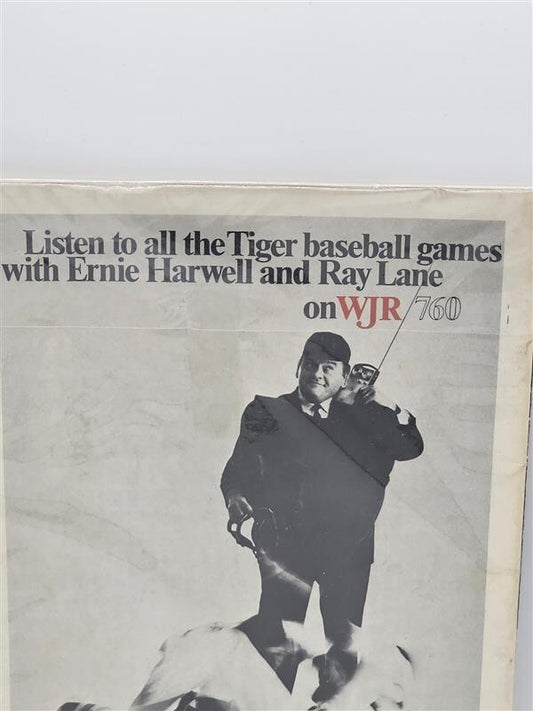 Listen to all the Tiger baseball games
with Ernie Harwell and Ray Lane
on WJR/760